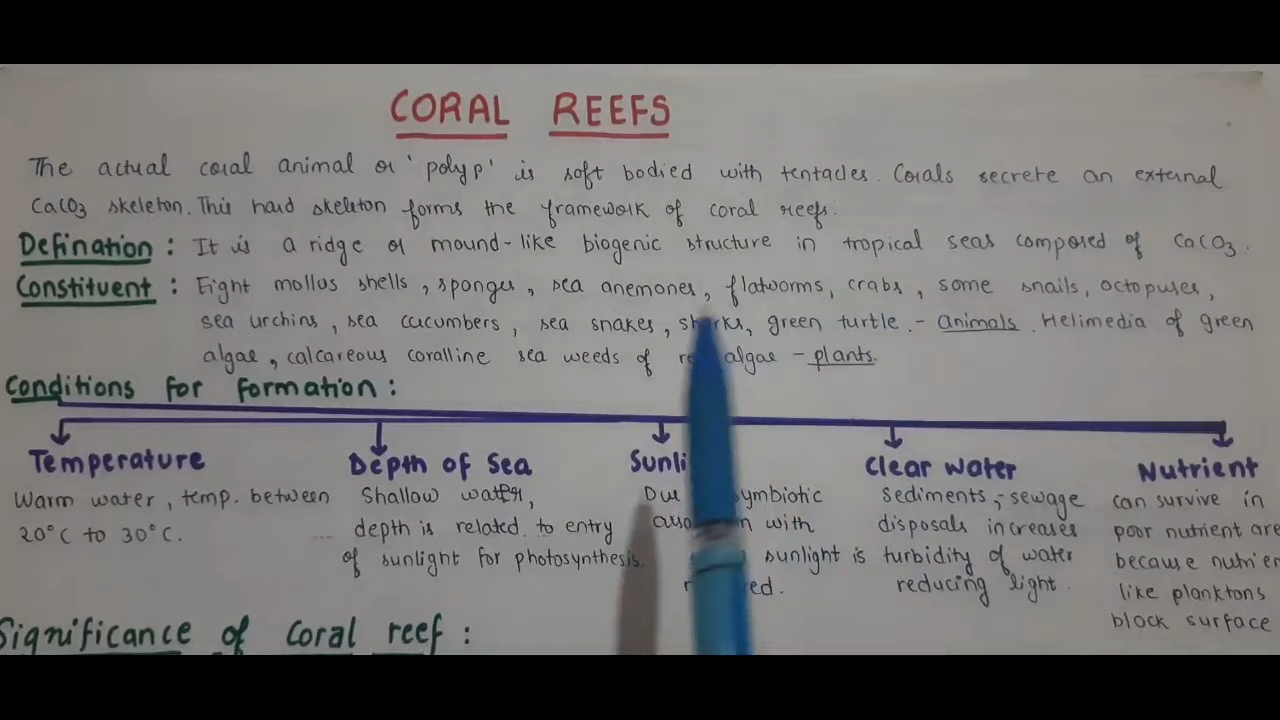 CORAL REEFS
The actual coral animal or 'polyp' is soft bodied with tentacles. Corals secrete an external
CaCO3 skeleton. This hard skeleton forms the framework of coral reefs.
Defination : It is a ridge or mound-like biogenic structure in tropical seas composed of CaCO3.
Constituent : Eight mollus shells, sponges, sea anemones, flatworms, crabs, some snails, octopuses,
sea urchins, sea cucumbers, sea snakes, sharks, green turtle. - animals. Helimedia of green
algae, calcareous coralline sea weeds of algae - plants.
Conditions for formation :
Temperature Depth of Sea Sunli Clear water Nutrient
Warm water, temp. between Shallow water, Due symbiotic sediments, sewage can survive in
20°C to 30°C. depth is related to entry with disposals increases poor nutrient are
of sunlight for photosynthesis. sunlight is turbidity of water because nutrien
reducing light. like planktons
block surface
Significance of coral reef :